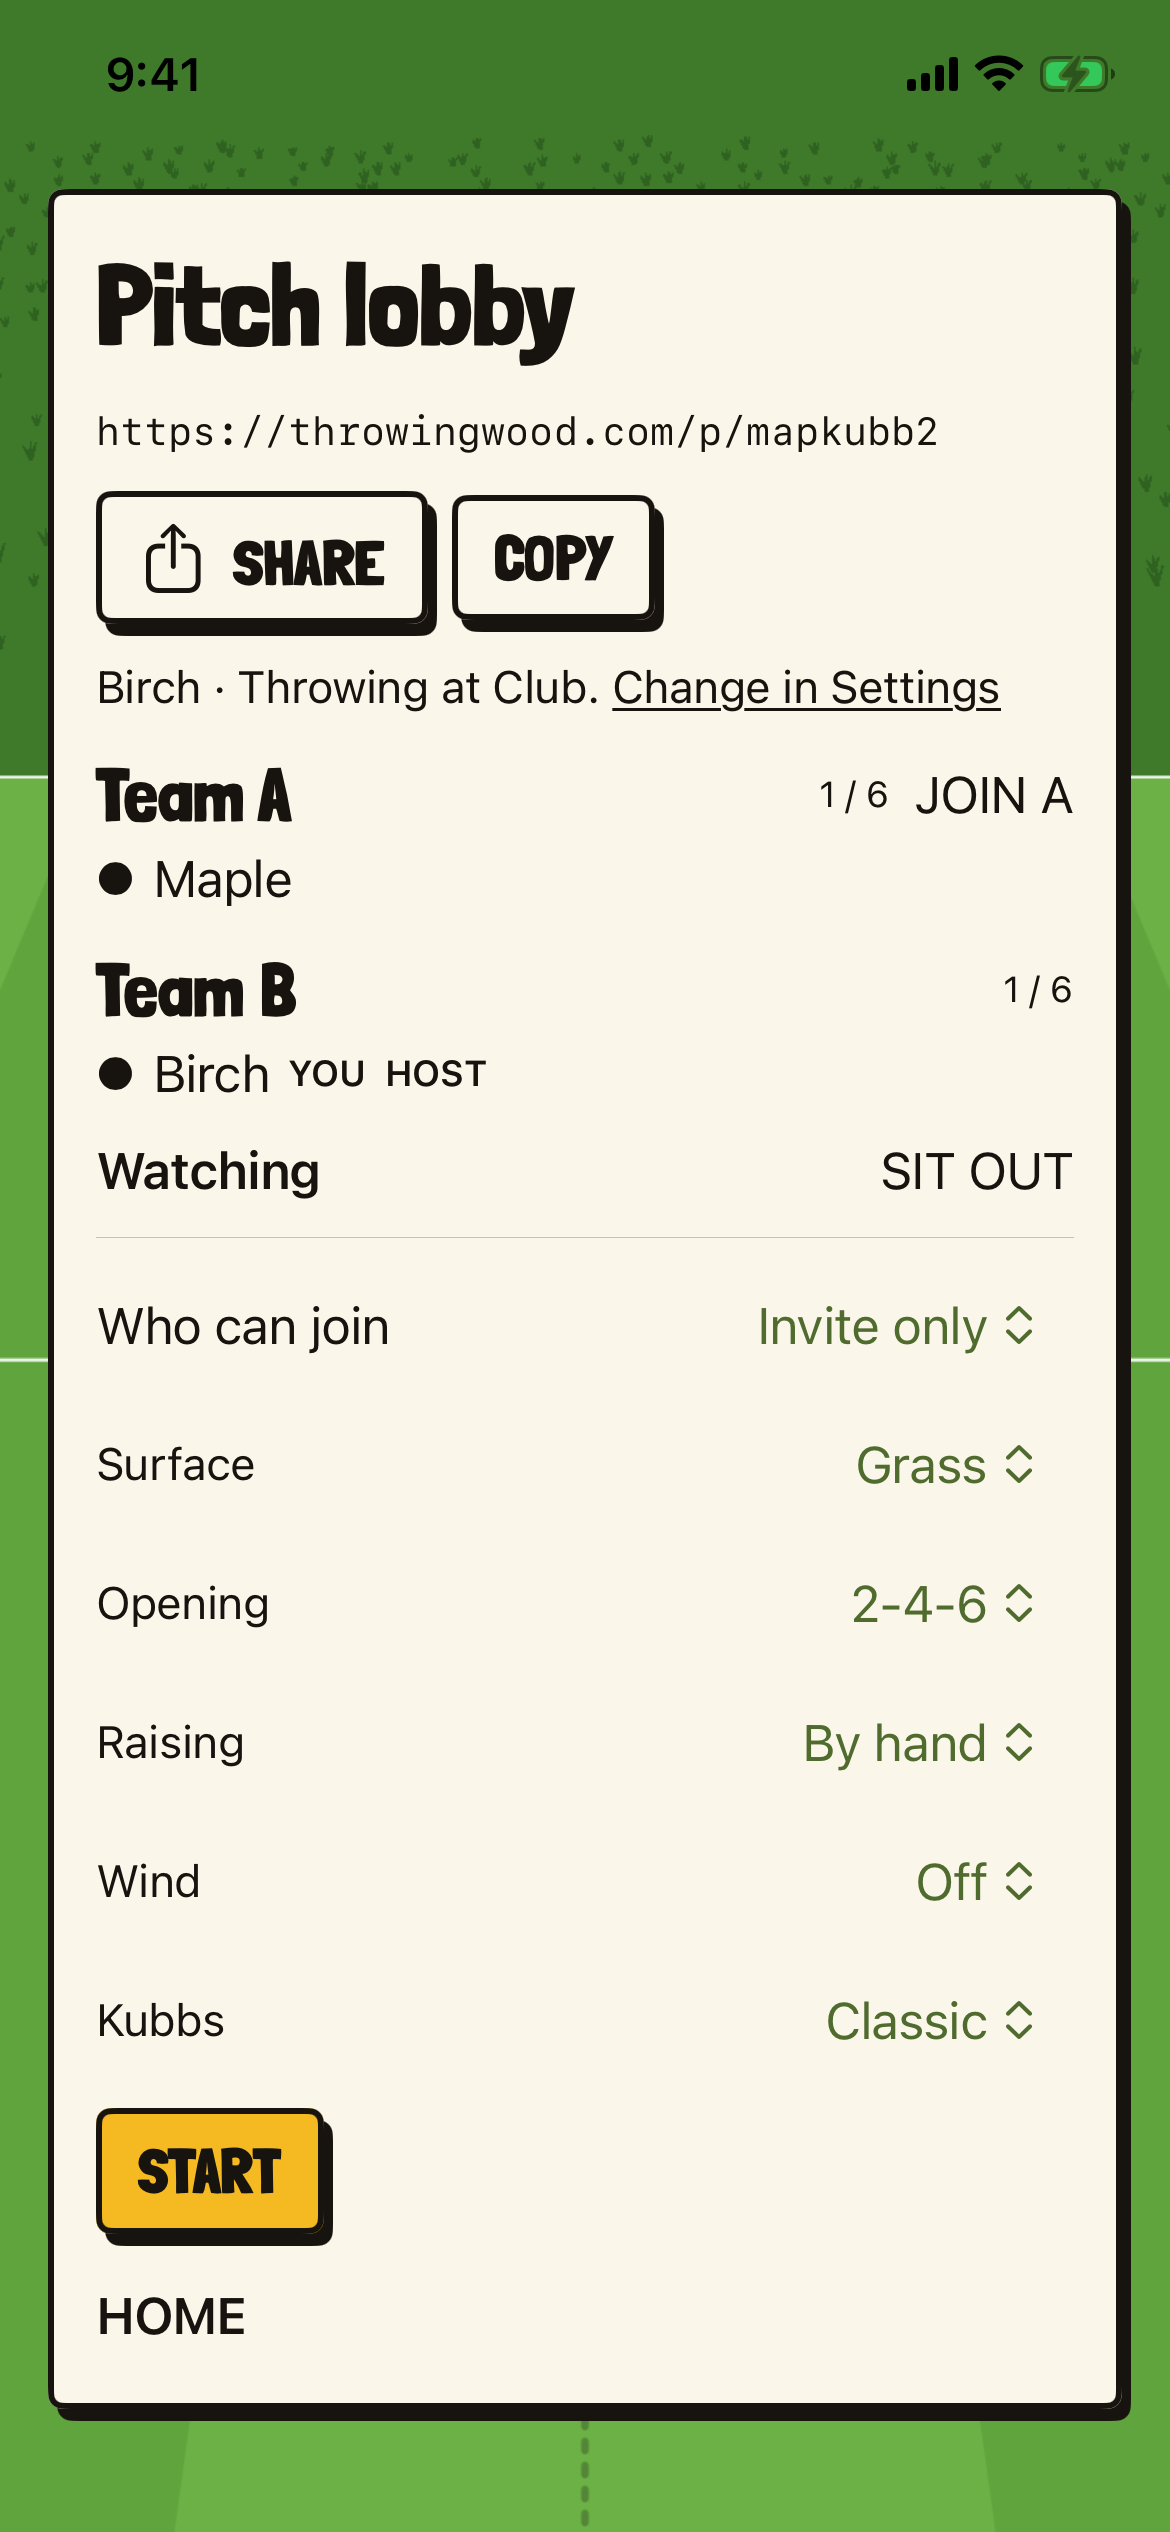 9:41
Pitch lobby
https://throwingwood.com/p/mapkubb2
SHARE COPY
Birch · Throwing at Club. Change in Settings
Team A 1 / 6 JOIN A
Maple
Team B 1 / 6
Birch YOU HOST
Watching SIT OUT
Who can join Invite only
Surface Grass
Opening 2-4-6
Raising By hand
Wind Off
Kubbs Classic
START
HOME